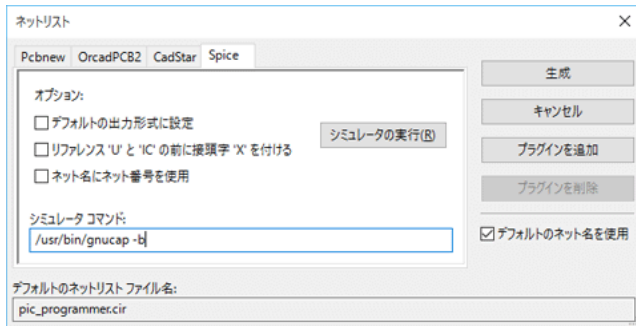 ネットリスト
Pcbnew OrcadPCB2 CadStar Spice
オプション:
デフォルトの出力形式に設定
リファレンス 'U' と 'IC' の前に接頭字 'X' を付ける
ネット名にネット番号を使用
シミュレータの実行(R)
シミュレータ コマンド:
/usr/bin/gnucap -b
生成
キャンセル
プラグインを追加
プラグインを削除
デフォルトのネット名を使用
デフォルトのネットリスト ファイル名:
pic_programmer.cir